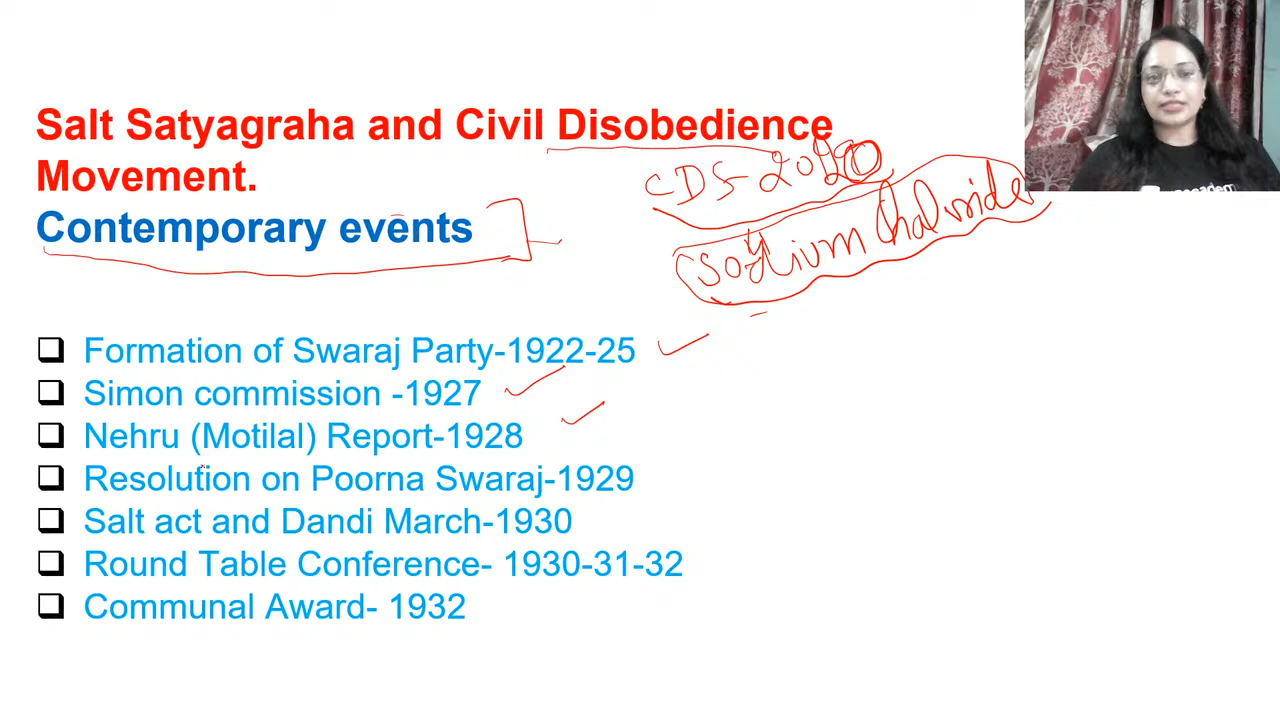 Salt Satyagraha and Civil Disobedience
Movement.
CDS-2020
Contemporary events
Sodium Chaloride
Formation of Swaraj Party-1922-25
Simon commission -1927
Nehru (Motilal) Report-1928
Resolution on Poorna Swaraj-1929
Salt act and Dandi March-1930
Round Table Conference- 1930-31-32
Communal Award- 1932